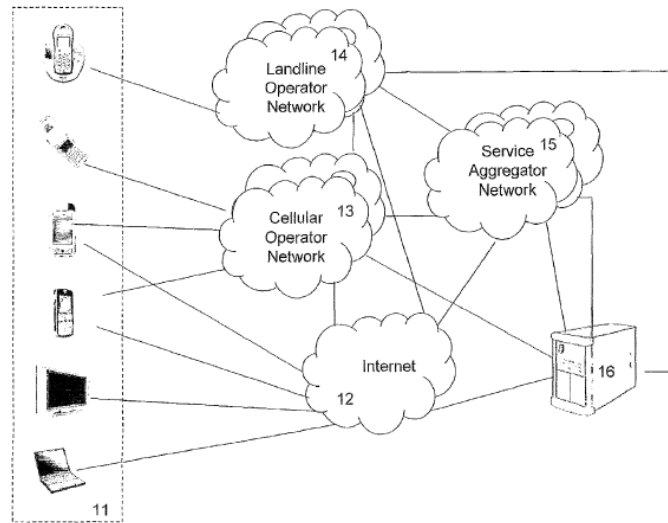 14
Landline
Operator
Network
15
Service
Aggregator
Network
13
Cellular
Operator
Network
Internet
12
16
11